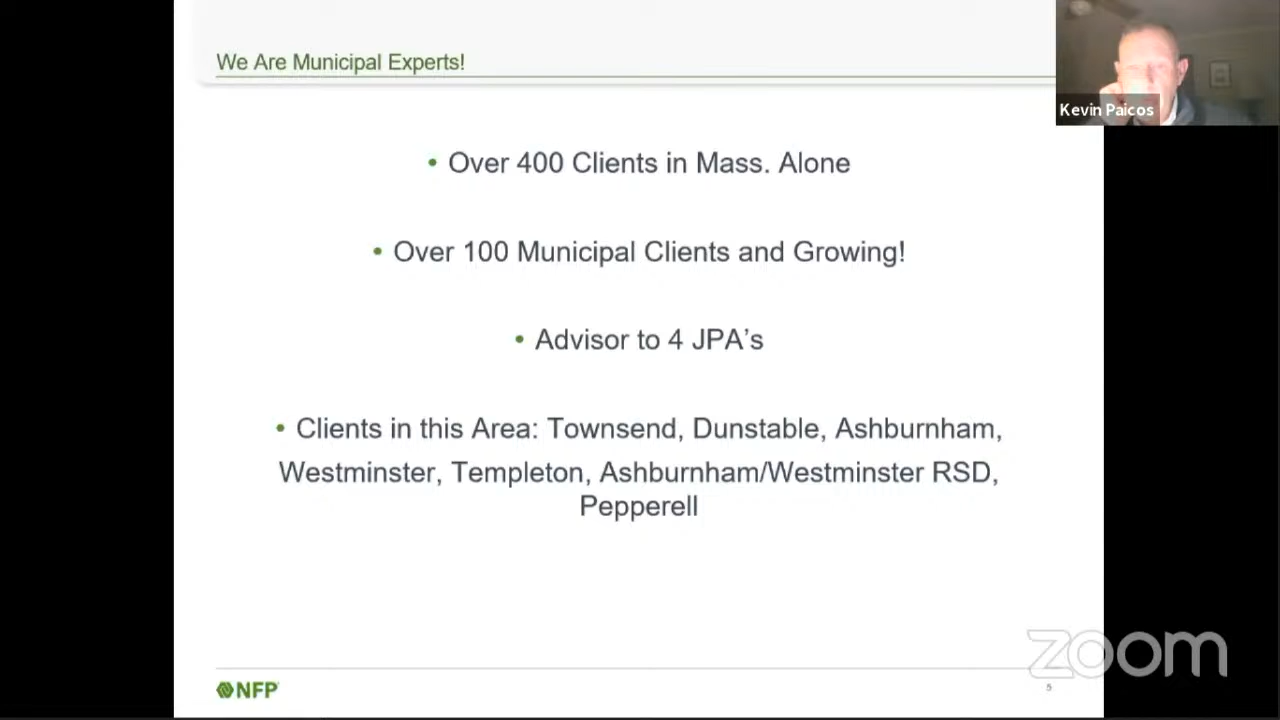 We Are Municipal Experts!
Kevin Paicos
• Over 400 Clients in Mass. Alone
• Over 100 Municipal Clients and Growing!
• Advisor to 4 JPA’s
• Clients in this Area: Townsend, Dunstable, Ashburnham,
Westminster, Templeton, Ashburnham/Westminster RSD,
Pepperell
zoom
NFP
5